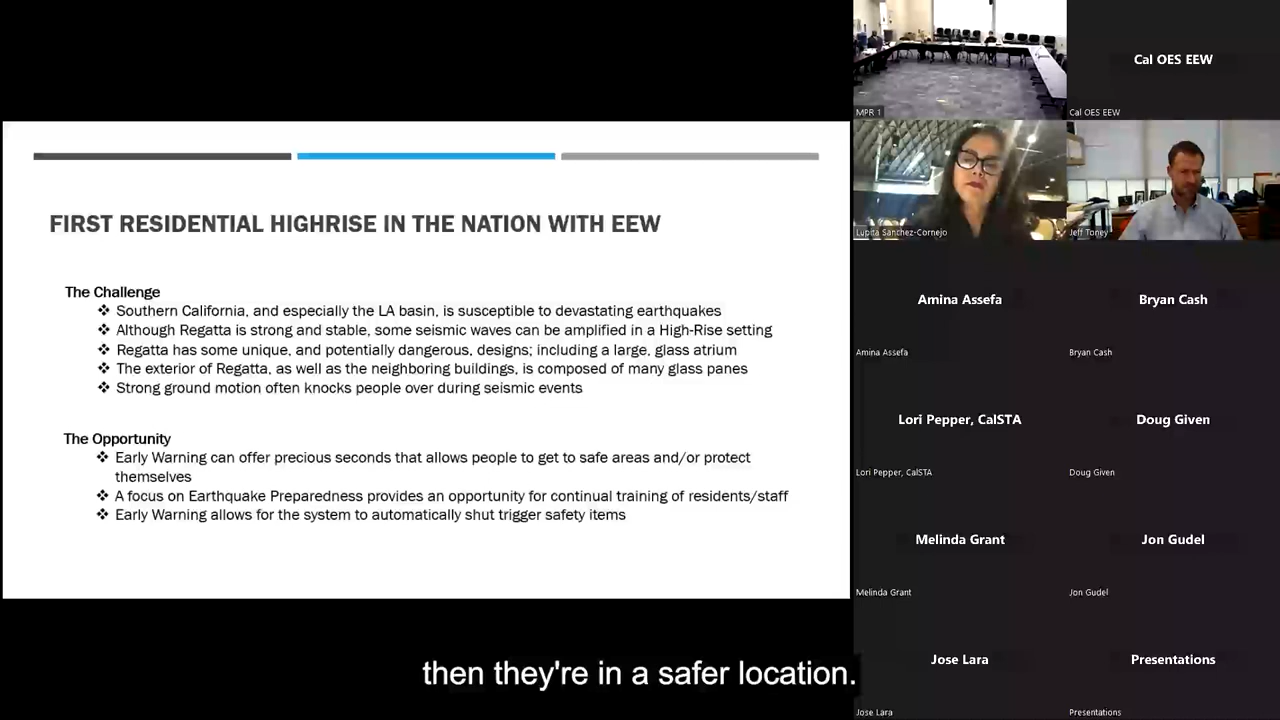 FIRST RESIDENTIAL HIGHRISE IN THE NATION WITH EEW
The Challenge
❖ Southern California, and especially the LA basin, is susceptible to devastating earthquakes
❖ Although Regatta is strong and stable, some seismic waves can be amplified in a High-Rise setting
❖ Regatta has some unique, and potentially dangerous, designs; including a large, glass atrium
❖ The exterior of Regatta, as well as the neighboring buildings, is composed of many glass panes
❖ Strong ground motion often knocks people over during seismic events
The Opportunity
❖ Early Warning can offer precious seconds that allows people to get to safe areas and/or protect
themselves
❖ A focus on Earthquake Preparedness provides an opportunity for continual training of residents/staff
❖ Early Warning allows for the system to automatically shut trigger safety items
MPR 1
Cal OES EEW
Cal OES EEW
Lupita Sanchez-Cornejo
Jeff Toney
Amina Assefa
Amina Assefa
Bryan Cash
Bryan Cash
Lori Pepper, CalSTA
Lori Pepper, CalSTA
Doug Given
Doug Given
Melinda Grant
Melinda Grant
Jon Gudel
Jon Gudel
Jose Lara
Jose Lara
Presentations
Presentations
then they're in a safer location.